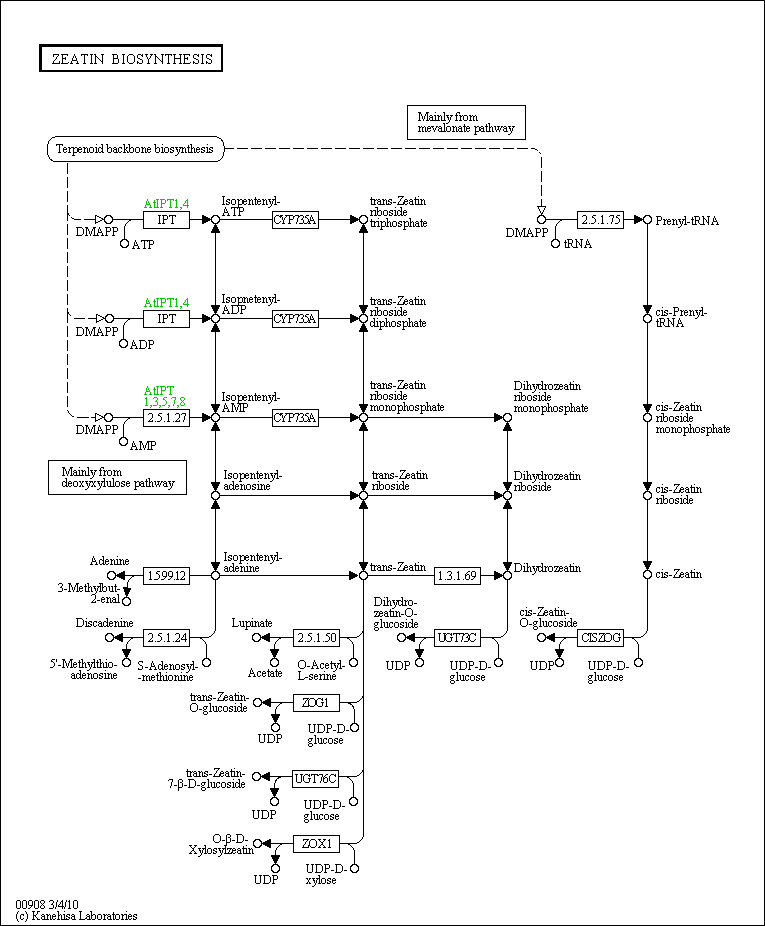 ZEATIN BIOSYNTHESIS
Mainly from
mevalonate pathway
Terpenoid backbone biosynthesis
AtIPT1,4
IPT
DMAPP
ATP
Isopentenyl-
ATP
CYP735A
trans-Zeatin
riboside
triphosphate
DMAPP
tRNA
2.5.1.75
Prenyl-tRNA
AtIPT1,4
IPT
DMAPP
ADP
Isopnetenyl-
ADP
CYP735A
trans-Zeatin
riboside
diphosphate
cis-Prenyl-
tRNA
AtIPT
1,3,5,7,8
2.5.1.27
DMAPP
AMP
Isopentenyl-
AMP
CYP735A
trans-Zeatin
riboside
monophosphate
Dihydrozeatin
riboside
monophosphate
cis-Zeatin
riboside
monophosphate
Mainly from
deoxyxylulose pathway
Isopentenyl-
adenosine
trans-Zeatin
riboside
Dihydrozeatin
riboside
cis-Zeatin
riboside
Adenine
1.5.99.12
3-Methylbut-
2-enal
Isopentenyl-
adenine
trans-Zeatin
1.3.1.69
Dihydrozeatin
cis-Zeatin
Discadenine
2.5.1.24
5'-Methylthio-
adenosine
S-Adenosyl-
-methionine
Lupinate
2.5.1.50
Acetate
O-Acetyl-
L-serine
Dihydro-
zeatin-O-
glucoside
UGT73C
UDP
UDP-D-
glucose
cis-Zeatin-
O-glucoside
CISZOG
UDP
UDP-D-
glucose
trans-Zeatin-
O-glucoside
ZOG1
UDP
UDP-D-
glucose
trans-Zeatin-
7-β-D-glucoside
UGT76C
UDP
UDP-D-
glucose
O-β-D-
Xylosylzeatin
ZOX1
UDP
UDP-D-
xylose
00908 3/4/10
(c) Kanehisa Laboratories